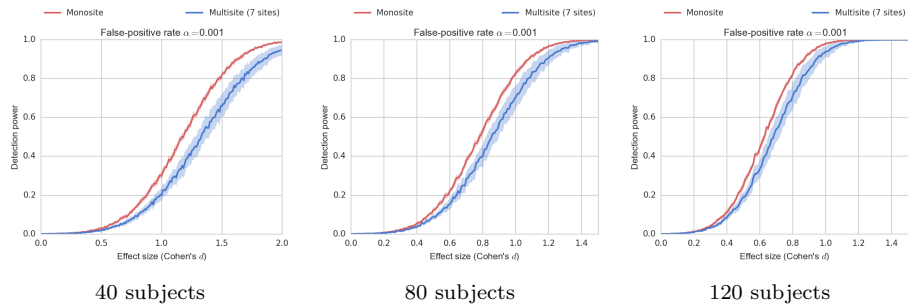 Monosite Multisite (7 sites)
False-positive rate α=0.001
1.0
0.8
0.6
0.4
0.2
0.0
Detection power
0.0 0.5 1.0 1.5 2.0
Effect size (Cohen's d)
40 subjects
Monosite Multisite (7 sites)
False-positive rate α=0.001
1.0
0.8
0.6
0.4
0.2
0.0
Detection power
0.0 0.2 0.4 0.6 0.8 1.0 1.2 1.4
Effect size (Cohen's d)
80 subjects
Monosite Multisite (7 sites)
False-positive rate α=0.001
1.0
0.8
0.6
0.4
0.2
0.0
Detection power
0.0 0.2 0.4 0.6 0.8 1.0 1.2 1.4
Effect size (Cohen's d)
120 subjects